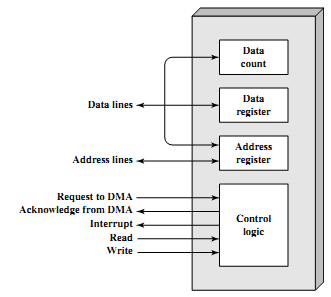 Data
count
Data lines
Data
register
Address lines
Address
register
Request to DMA
Acknowledge from DMA
Interrupt
Read
Write
Control
logic